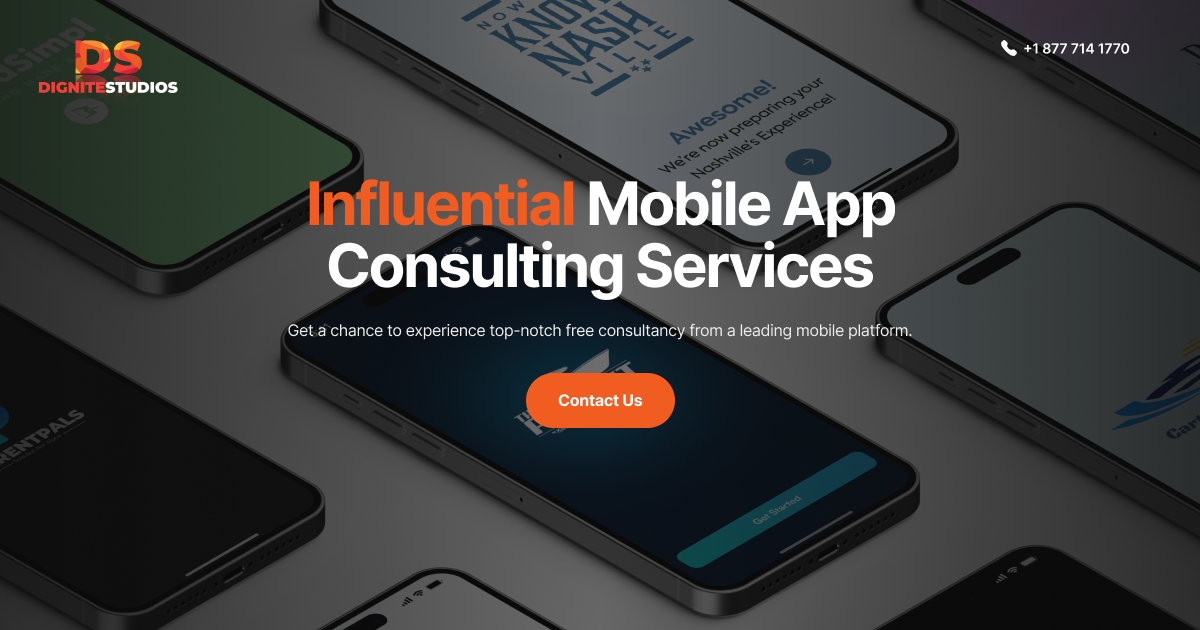 DS
DIGNITESTUDIOS
+1 877 714 1770
NOW
KNOW
NASH
VILLE
Awesome!
We're now preparing your
Nashville's Experience!
Influential Mobile App
Consulting Services
Get a chance to experience top-notch free consultancy from a leading mobile platform.
Contact Us
Get Started